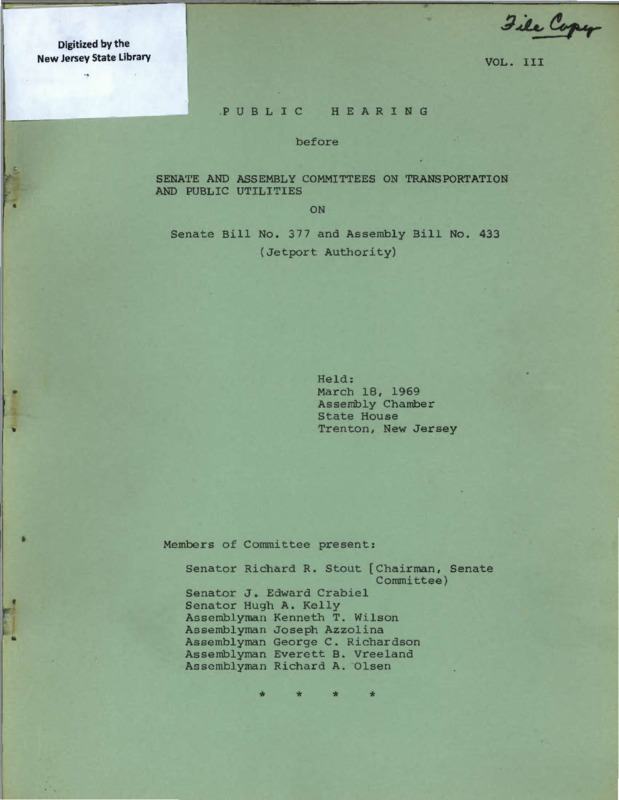 Digitized by the
New Jersey State Library
File Copy
VOL. III
PUBLIC HEARING
before
SENATE AND ASSEMBLY COMMITTEES ON TRANSPORTATION
AND PUBLIC UTILITIES
ON
Senate Bill No. 377 and Assembly Bill No. 433
(Jetport Authority)
Held:
March 18, 1969
Assembly Chamber
State House
Trenton, New Jersey
Members of Committee present:
Senator Richard R. Stout [Chairman, Senate
Committee)
Senator J. Edward Crabiel
Senator Hugh A. Kelly
Assemblyman Kenneth T. Wilson
Assemblyman Joseph Azzolina
Assemblyman George C. Richardson
Assemblyman Everett B. Vreeland
Assemblyman Richard A. Olsen
* * * *